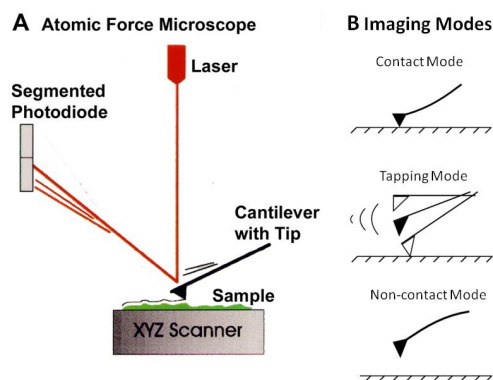 A Atomic Force Microscope
Laser
Segmented
Photodiode
Cantilever
with Tip
Sample
XYZ Scanner
B Imaging Modes
Contact Mode
Tapping Mode
Non-contact Mode